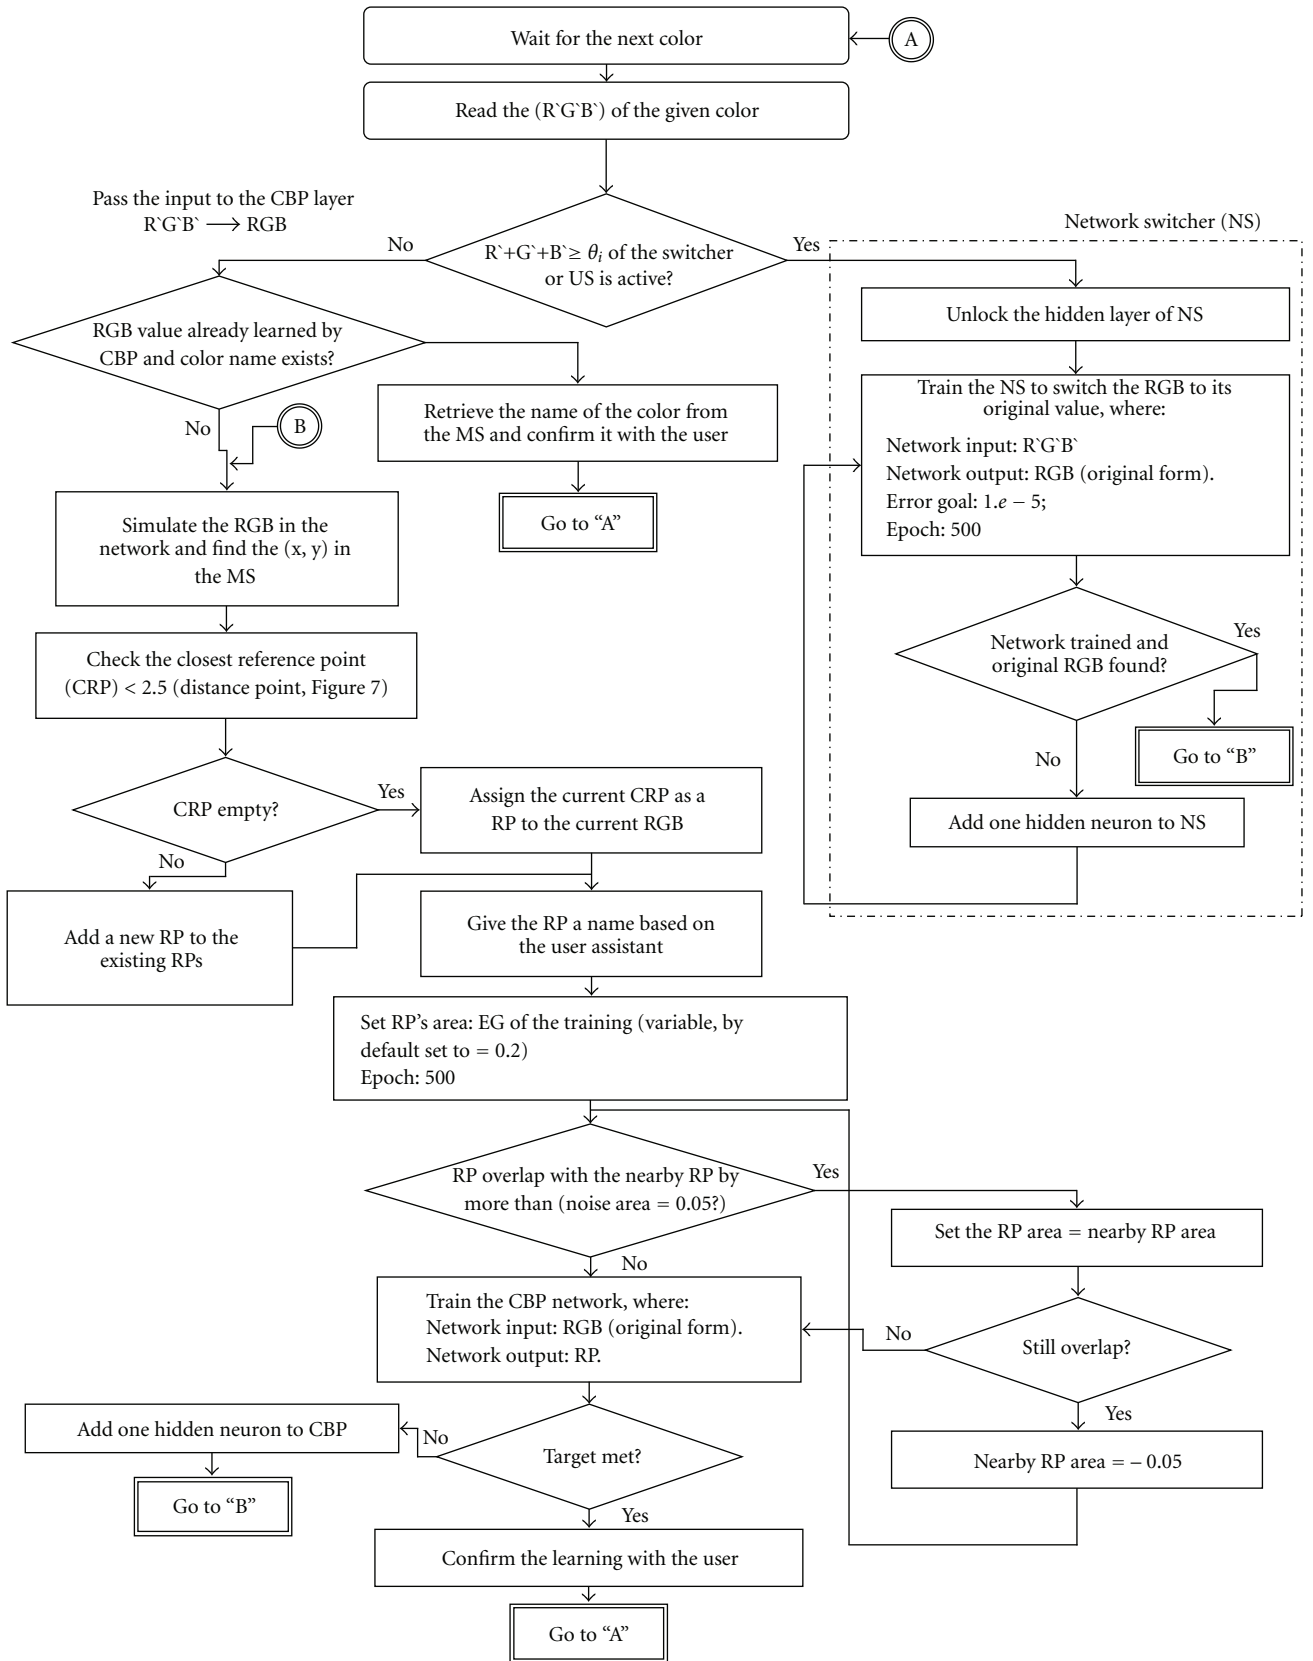 Wait for the next color
A
Read the (R`G`B`) of the given color
Pass the input to the CBP layer
R`G`B` ⟶ RGB
No
R`+G`+B`≥ θi of the switcher
or US is active?
Yes
Network switcher (NS)
RGB value already learned by
CBP and color name exists?
Unlock the hidden layer of NS
Train the NS to switch the RGB to its
original value, where:
Network input: R`G`B`
Network output: RGB (original form).
Error goal: 1.e − 5;
Epoch: 500
Retrieve the name of the color from
the MS and confirm it with the user
No
B
Go to “A”
Simulate the RGB in the
network and find the (x, y) in
the MS
Network trained and
original RGB found?
Yes
Check the closest reference point
(CRP) < 2.5 (distance point, Figure 7)
No
Go to “B”
CRP empty?
Yes
Assign the current CRP as a
RP to the current RGB
Add one hidden neuron to NS
No
Add a new RP to the
existing RPs
Give the RP a name based on
the user assistant
Set RP’s area: EG of the training (variable, by
default set to = 0.2)
Epoch: 500
RP overlap with the nearby RP by
more than (noise area = 0.05?)
Yes
Set the RP area = nearby RP area
No
Train the CBP network, where:
Network input: RGB (original form).
Network output: RP.
No
Still overlap?
Yes
Nearby RP area = − 0.05
Add one hidden neuron to CBP
No
Target met?
Go to “B”
Yes
Confirm the learning with the user
Go to “A”